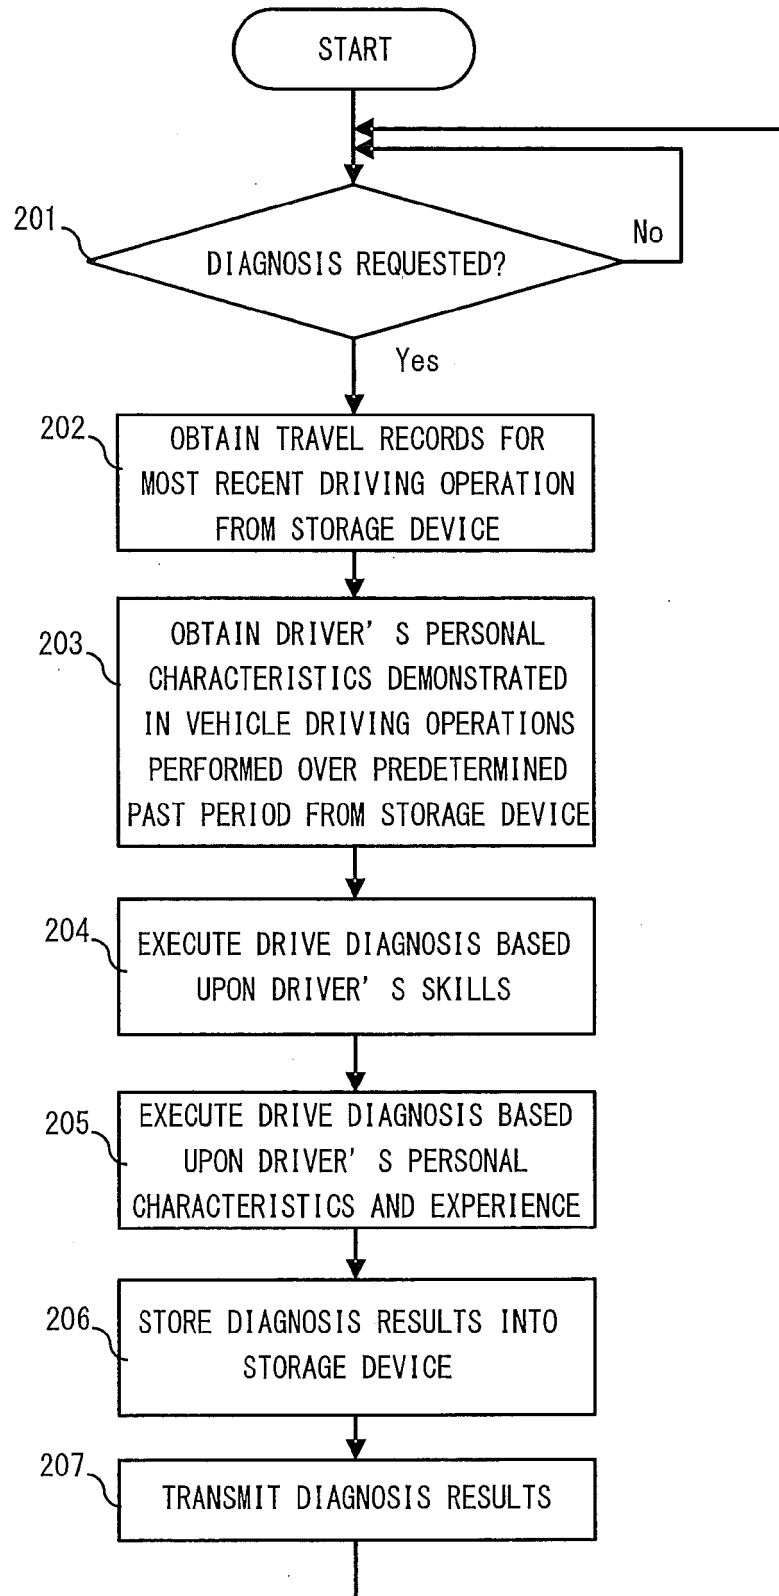 START
201
DIAGNOSIS REQUESTED?
No
Yes
202
OBTAIN TRAVEL RECORDS FOR
MOST RECENT DRIVING OPERATION
FROM STORAGE DEVICE
203
OBTAIN DRIVER' S PERSONAL
CHARACTERISTICS DEMONSTRATED
IN VEHICLE DRIVING OPERATIONS
PERFORMED OVER PREDETERMINED
PAST PERIOD FROM STORAGE DEVICE
204
EXECUTE DRIVE DIAGNOSIS BASED
UPON DRIVER' S SKILLS
205
EXECUTE DRIVE DIAGNOSIS BASED
UPON DRIVER' S PERSONAL
CHARACTERISTICS AND EXPERIENCE
206
STORE DIAGNOSIS RESULTS INTO
STORAGE DEVICE
207
TRANSMIT DIAGNOSIS RESULTS